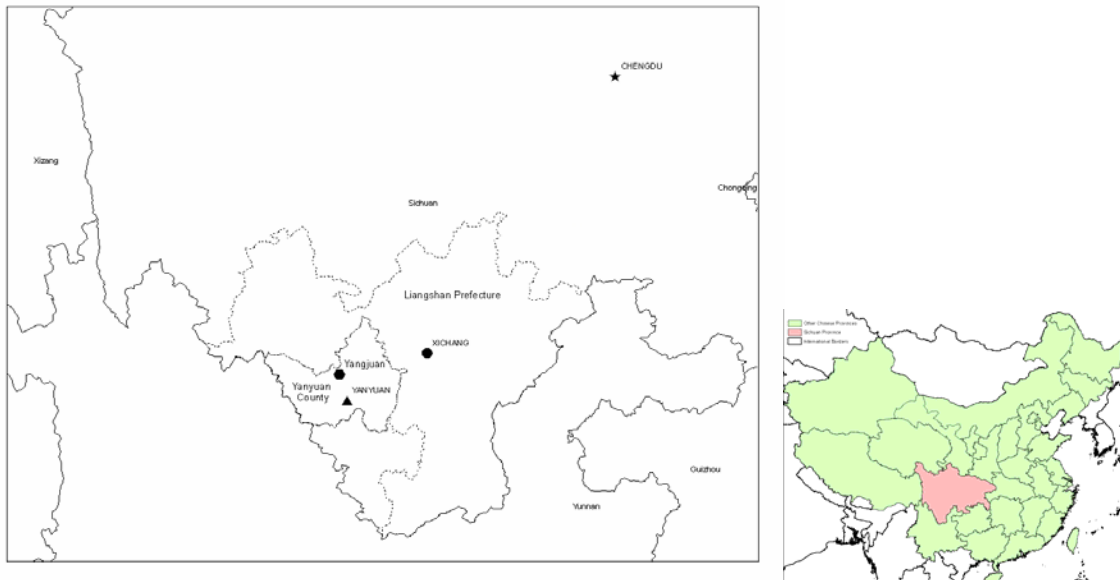 CHENGDU
Xizang
Chongqing
Sichuan
Liangshan Prefecture
XICHANG
Yangjuan
Yanyuan
County
YANYUAN
Guizhou
Yunnan
Other Chinese Provinces
Sichuan Province
International Borders